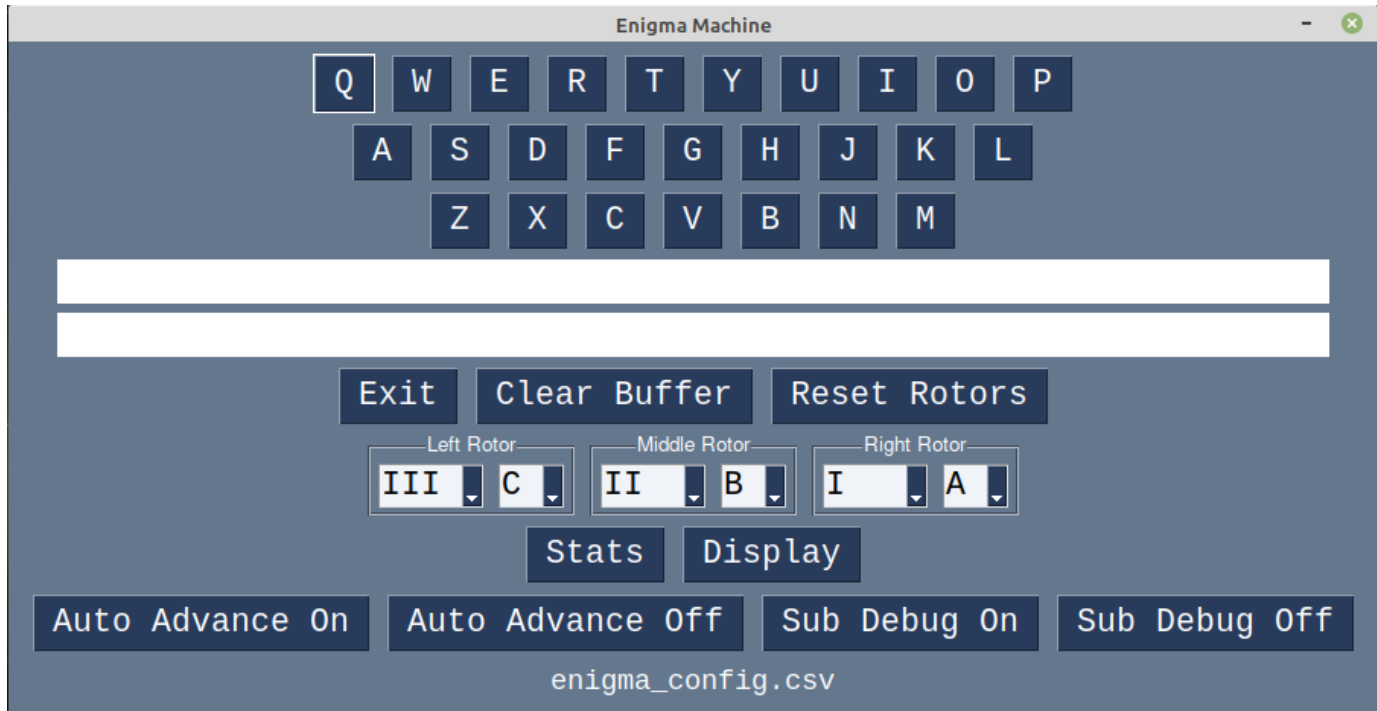 Enigma Machine
Q W E R T Y U I O P
A S D F G H J K L
Z X C V B N M
Exit Clear Buffer Reset Rotors
Left Rotor Middle Rotor Right Rotor
III C II B I A
Stats Display
Auto Advance On Auto Advance Off Sub Debug On Sub Debug Off
enigma_config.csv